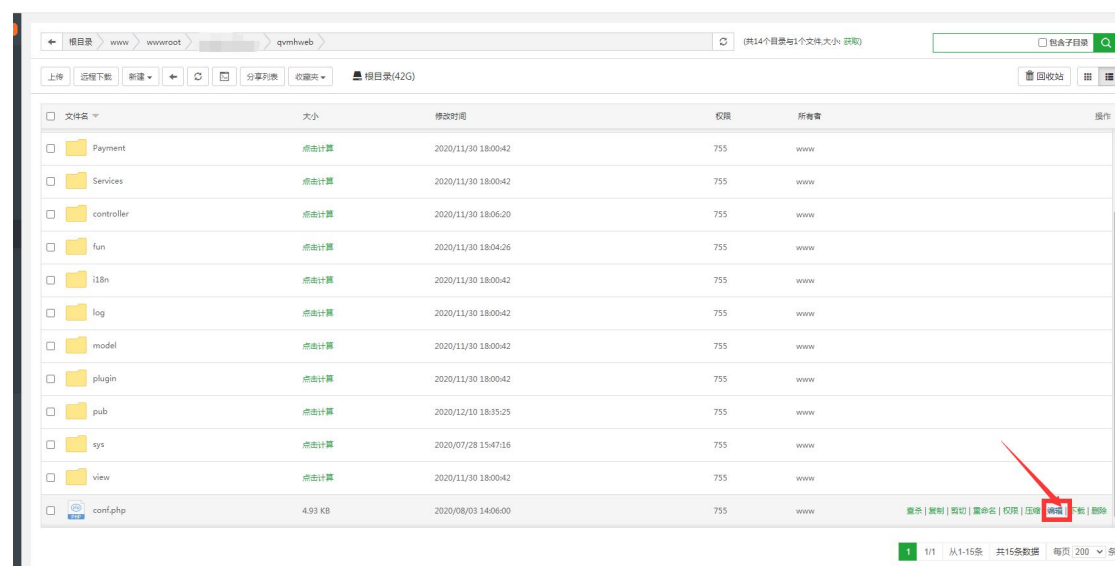 根目录 www wwwroot qvmhweb (共14个目录与1个文件,大小: 获取) 包含子目录
上传 远程下载 新建 分享列表 收藏夹 根目录(42G) 回收站
文件名 大小 修改时间 权限 所有者 操作
Payment 点击计算 2020/11/30 18:00:42 755 www
Services 点击计算 2020/11/30 18:00:42 755 www
controller 点击计算 2020/11/30 18:06:20 755 www
fun 点击计算 2020/11/30 18:04:26 755 www
i18n 点击计算 2020/11/30 18:00:42 755 www
log 点击计算 2020/11/30 18:00:42 755 www
model 点击计算 2020/11/30 18:00:42 755 www
plugin 点击计算 2020/11/30 18:00:42 755 www
pub 点击计算 2020/12/10 18:35:25 755 www
sys 点击计算 2020/07/28 15:47:16 755 www
view 点击计算 2020/11/30 18:00:42 755 www
conf.php 4.93 KB 2020/08/03 14:06:00 755 www 查杀 | 复制 | 剪切 | 重命名 | 权限 | 压缩 | 编辑 | 下载 | 删除
1 1/1 从1-15条 共15条数据 每页 200 条